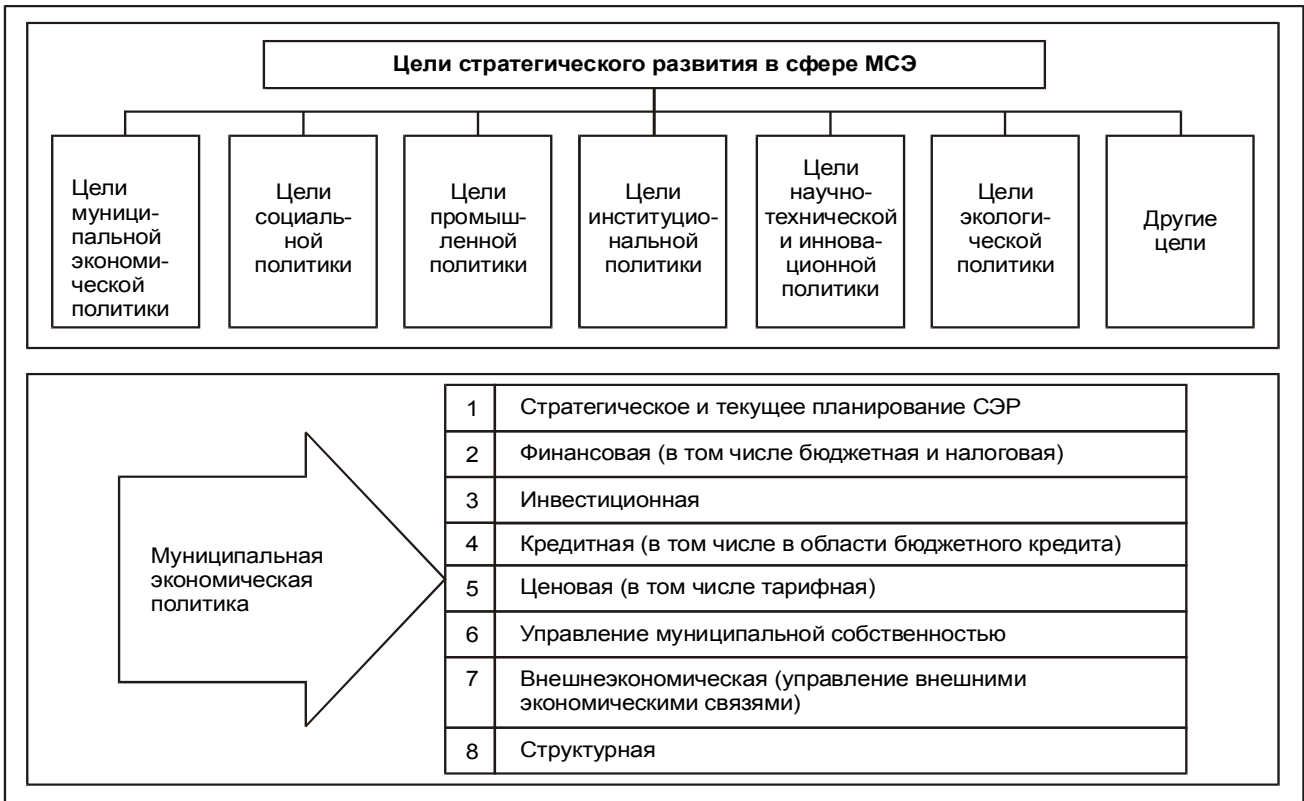 Цели стратегического развития в сфере МСЭ
Цели
муници-
пальной
экономи-
ческой
политики
Цели
социаль-
ной
политики
Цели
промыш-
ленной
политики
Цели
институцио-
нальной
политики
Цели
научно-
технической
и иннова-
ционной
политики
Цели
экологи-
ческой
политики
Другие
цели
Муниципальная
экономическая
политика
1 Стратегическое и текущее планирование СЭР
2 Финансовая (в том числе бюджетная и налоговая)
3 Инвестиционная
4 Кредитная (в том числе в области бюджетного кредита)
5 Ценовая (в том числе тарифная)
6 Управление муниципальной собственностью
7 Внешнеэкономическая (управление внешними
экономическими связями)
8 Структурная